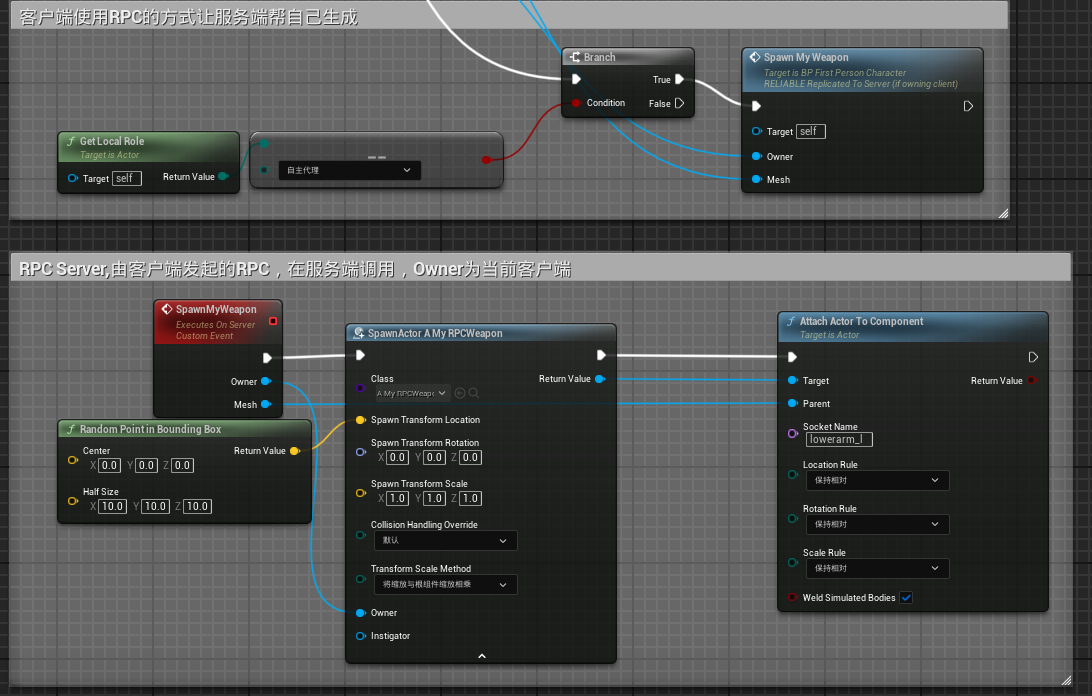 客户端使用RPC的方式让服务端帮自己生成
Branch
True
Condition
False
Spawn My Weapon
Target is BP First Person Character
RELIABLE Replicated To Server (if owning client)
Target self
Owner
Mesh
Get Local Role
Target is Actor
Target self
Return Value
==
自主代理
RPC Server,由客户端发起的RPC，在服务端调用，Owner为当前客户端
SpawnMyWeapon
Executes On Server
Custom Event
Owner
Mesh
Random Point in Bounding Box
Center
X 0.0 Y 0.0 Z 0.0
Return Value
Half Size
X 10.0 Y 10.0 Z 10.0
SpawnActor A My RPCWeapon
Class
A My RPCWeapo
Return Value
Spawn Transform Location
Spawn Transform Rotation
X 0.0 Y 0.0 Z 0.0
Spawn Transform Scale
X 1.0 Y 1.0 Z 1.0
Collision Handling Override
默认
Transform Scale Method
将缩放与根组件缩放相乘
Owner
Instigator
Attach Actor To Component
Target is Actor
Target
Return Value
Parent
Socket Name
lowerarm_l
Location Rule
保持相对
Rotation Rule
保持相对
Scale Rule
保持相对
Weld Simulated Bodies